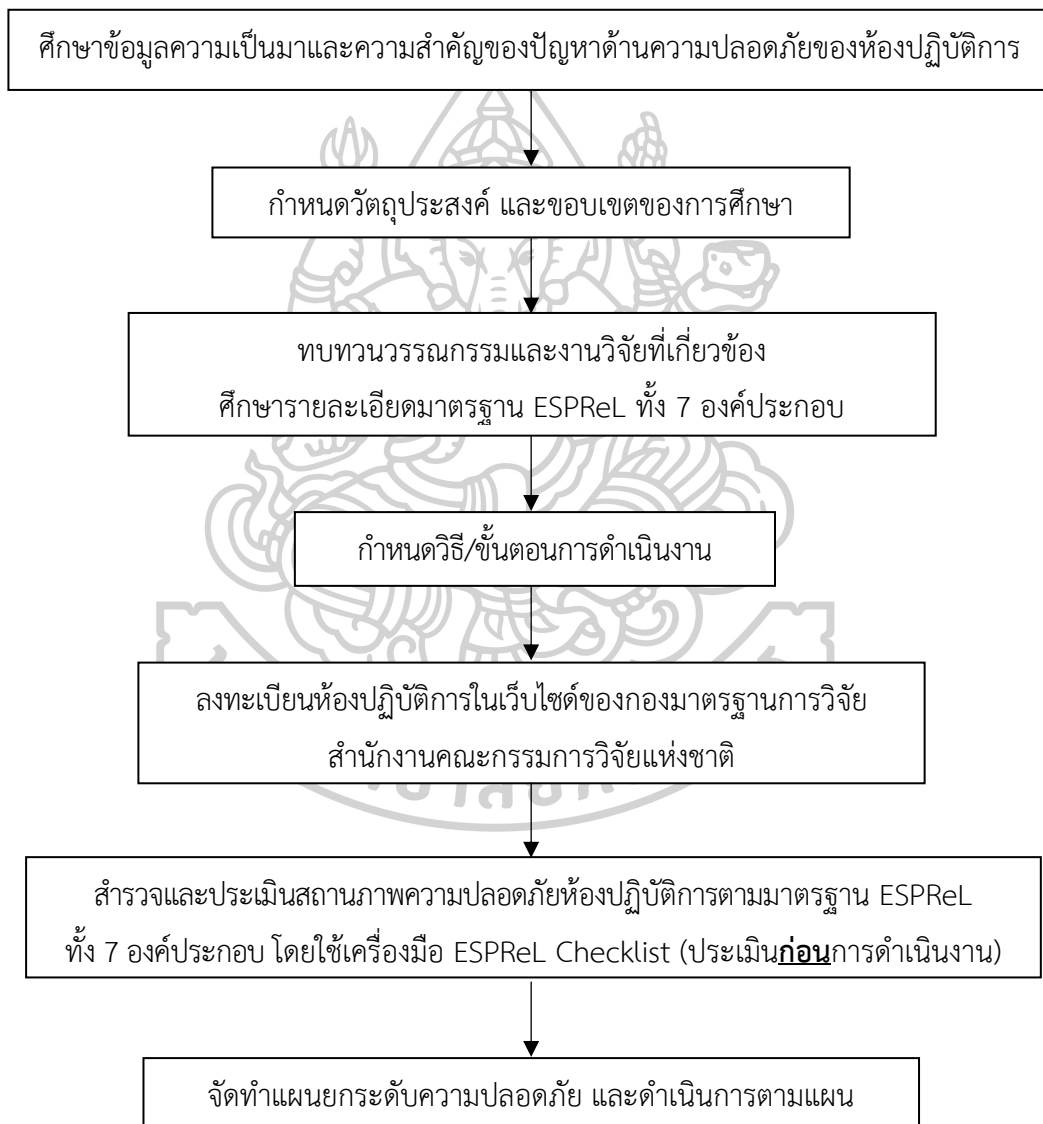 ศึกษาข้อมูลความเป็นมาและความสำคัญของปัญหาด้านความปลอดภัยของห้องปฏิบัติการ
กำหนดวัตถุประสงค์ และขอบเขตของการศึกษา
ทบทวนวรรณกรรมและงานวิจัยที่เกี่ยวข้อง
ศึกษารายละเอียดมาตรฐาน ESPReL ทั้ง 7 องค์ประกอบ
กำหนดวิธี/ขั้นตอนการดำเนินงาน
ลงทะเบียนห้องปฏิบัติการในเว็บไซด์ของกองมาตรฐานการวิจัย
สำนักงานคณะกรรมการวิจัยแห่งชาติ
สำรวจและประเมินสถานภาพความปลอดภัยห้องปฏิบัติการตามมาตรฐาน ESPReL
ทั้ง 7 องค์ประกอบ โดยใช้เครื่องมือ ESPReL Checklist (ประเมินก่อนการดำเนินงาน)
จัดทำแผนยกระดับความปลอดภัย และดำเนินการตามแผน